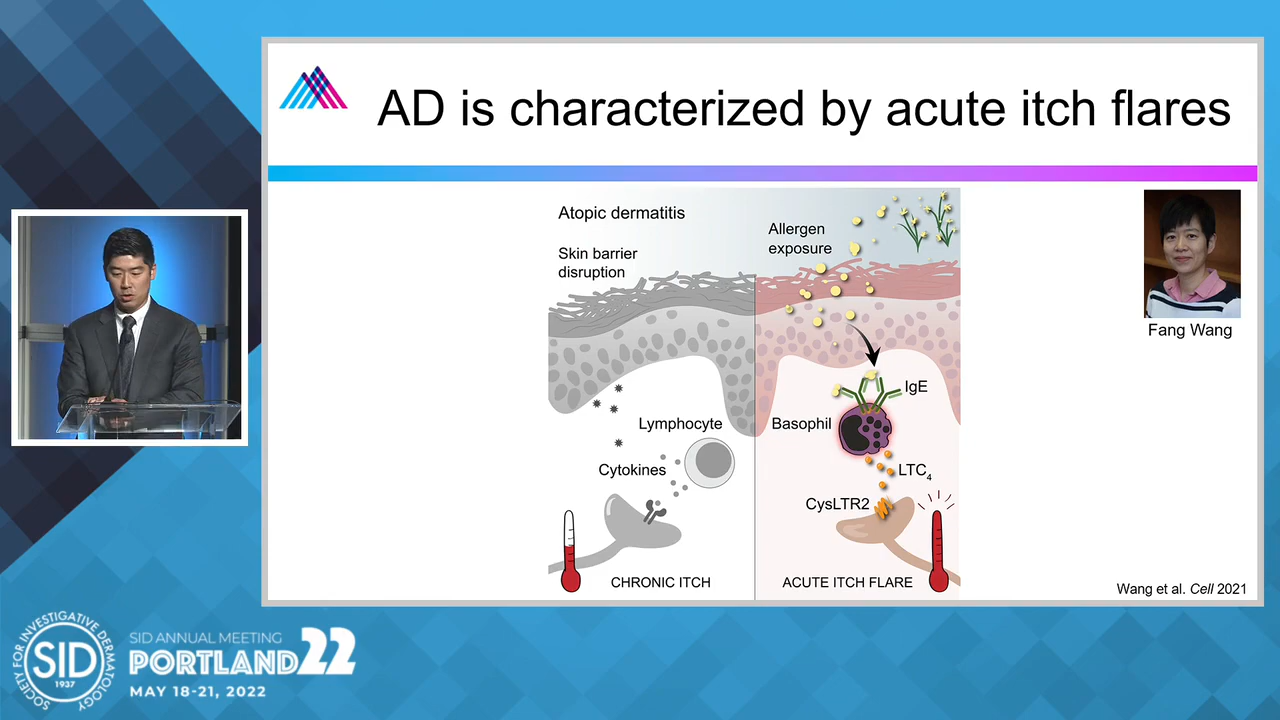 AD is characterized by acute itch flares
Atopic dermatitis
Skin barrier
disruption
Lymphocyte
Cytokines
CHRONIC ITCH
Allergen
exposure
IgE
Basophil
LTC4
CysLTR2
ACUTE ITCH FLARE
Fang Wang
Wang et al. Cell 2021
SOCIETY FOR INVESTIGATIVE DERMATOLOGY
SID
1937
SID ANNUAL MEETING
PORTLAND 22
MAY 18-21, 2022